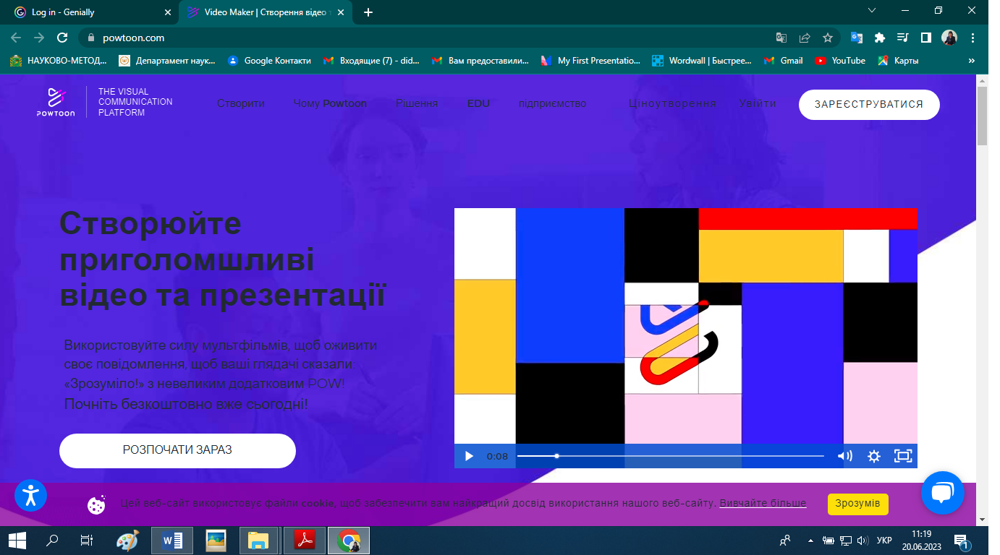 Log in - Genially
Video Maker | Створення відео т
powtoon.com
НАУКОВО-МЕТОД...
Департамент наук...
Google Контакти
Входящие (7) - did...
Вам предоставили...
My First Presentatio...
Wordwall | Быстрее...
Gmail
YouTube
Карты
»
POWTOON
THE VISUAL
COMMUNICATION
PLATFORM
Створити
Чому Powtoon
Рішення
EDU
підприємство
Ціноутворення
Увійти
ЗАРЕЄСТРУВАТИСЯ
Створюйте
приголомшливі
відео та презентації
Використовуйте силу мультфільмів, щоб оживити
своє повідомлення, щоб ваші глядачі сказали:
«Зрозуміло!» з невеликим додатковим POW!
Почніть безкоштовно вже сьогодні!
РОЗПОЧАТИ ЗАРАЗ
0:08
Цей веб-сайт використовує файли cookie, щоб забезпечити вам найкращий досвід використання нашого веб-сайту. Вивчайте більше
Зрозумів
УКР
11:19
20.06.2023
1